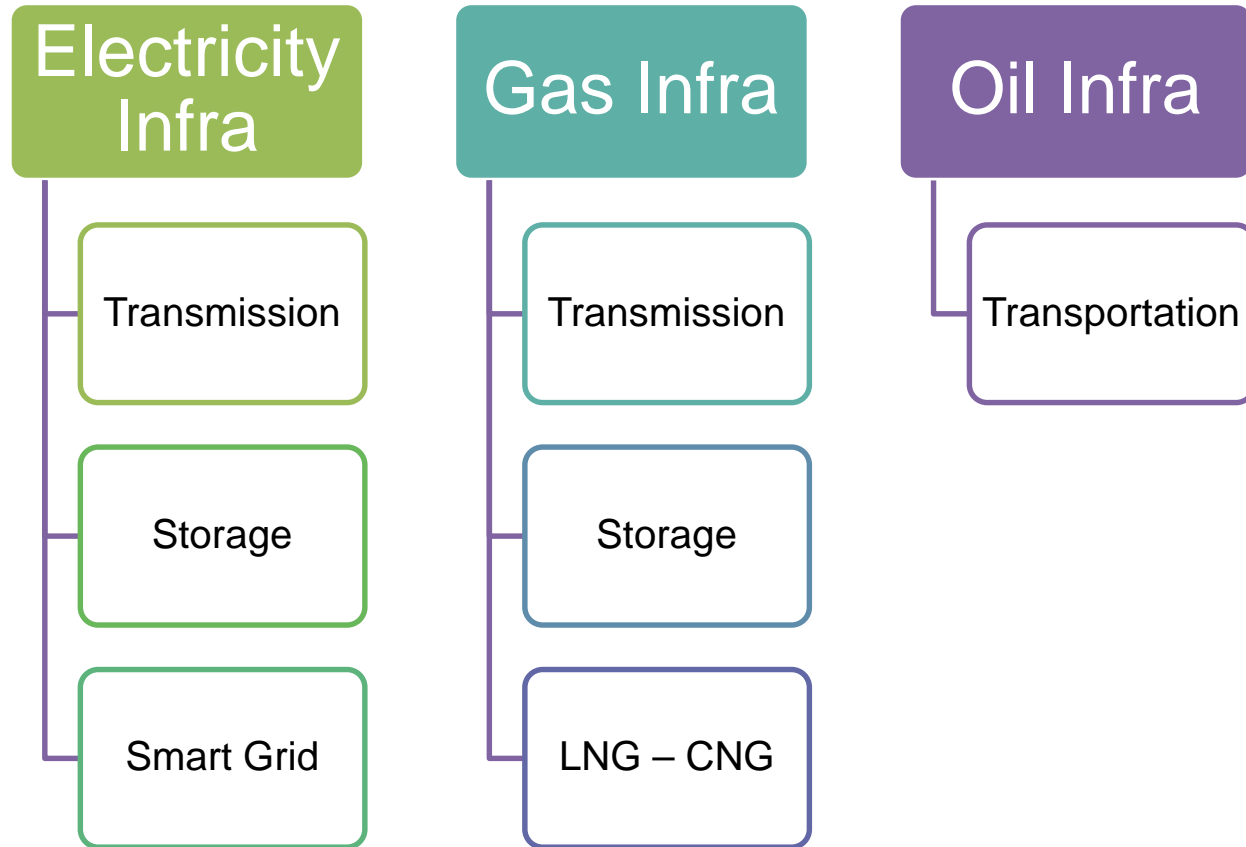 Electricity
Infra
Transmission
Storage
Smart Grid
Gas Infra
Transmission
Storage
LNG – CNG
Oil Infra
Transportation